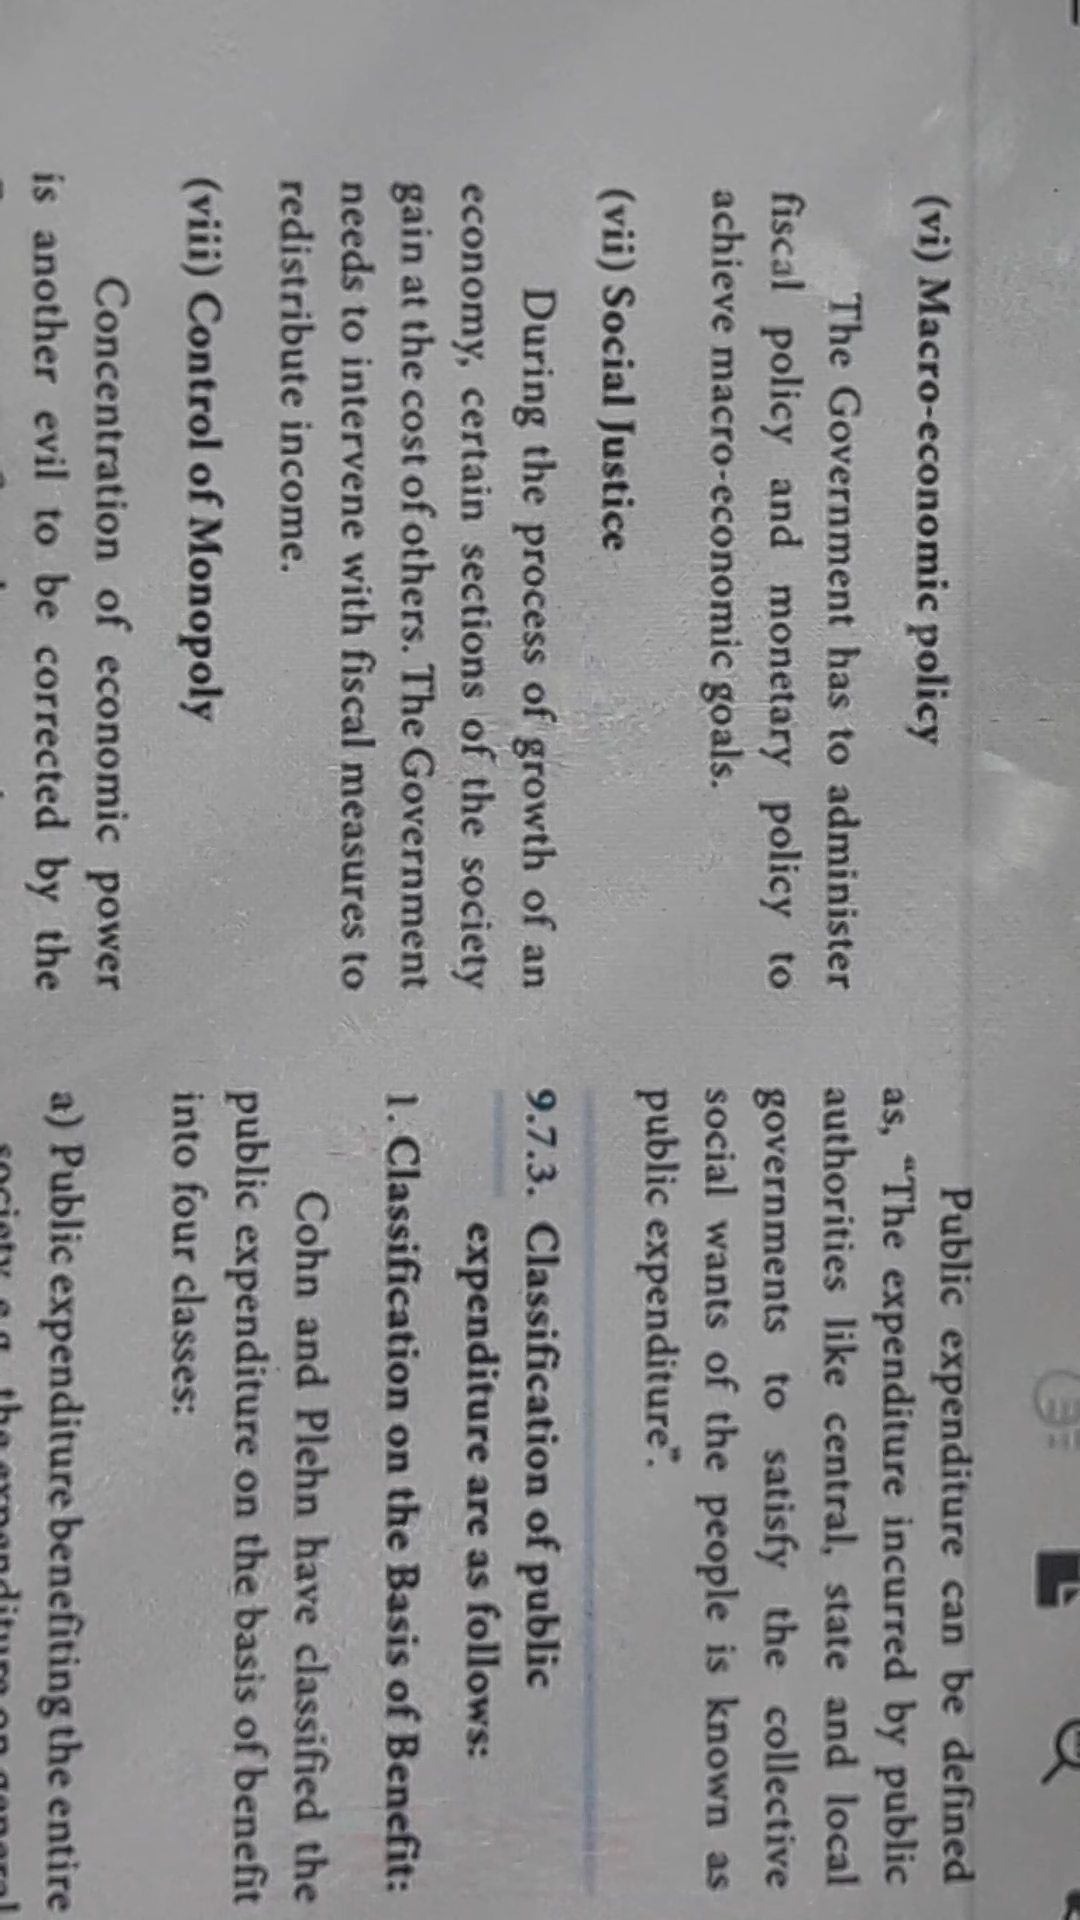 (vi) Macro-economic policy
The Government has to administer
fiscal policy and monetary policy to
achieve macro-economic goals.
(vii) Social Justice
During the process of growth of an
economy, certain sections of the society
gain at the cost of others. The Government
needs to intervene with fiscal measures to
redistribute income.
(viii) Control of Monopoly
Concentration of economic power
is another evil to be corrected by the
Public expenditure can be defined
as, “The expenditure incurred by public
authorities like central, state and local
governments to satisfy the collective
social wants of the people is known as
public expenditure”.
9.7.3. Classification of public
expenditure are as follows:
1. Classification on the Basis of Benefit:
Cohn and Plehn have classified the
public expenditure on the basis of benefit
into four classes:
a) Public expenditure benefiting the entire
society e.g. the expenditure on general